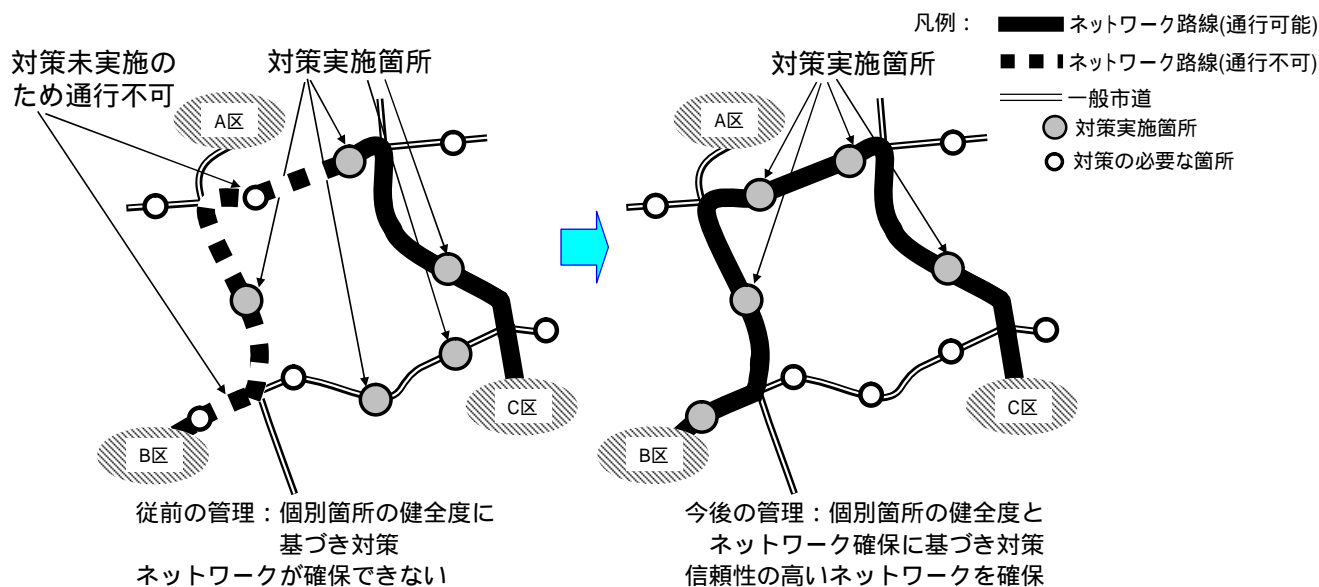 凡例：
ネットワーク路線(通行可能)
ネットワーク路線(通行不可)
一般市道
対策実施箇所
対策の必要な箇所
対策未実施の
ため通行不可
対策実施箇所
A区
B区
C区
従前の管理：個別箇所の健全度に
基づき対策
ネットワークが確保できない
対策実施箇所
A区
B区
C区
今後の管理：個別箇所の健全度と
ネットワーク確保に基づき対策
信頼性の高いネットワークを確保